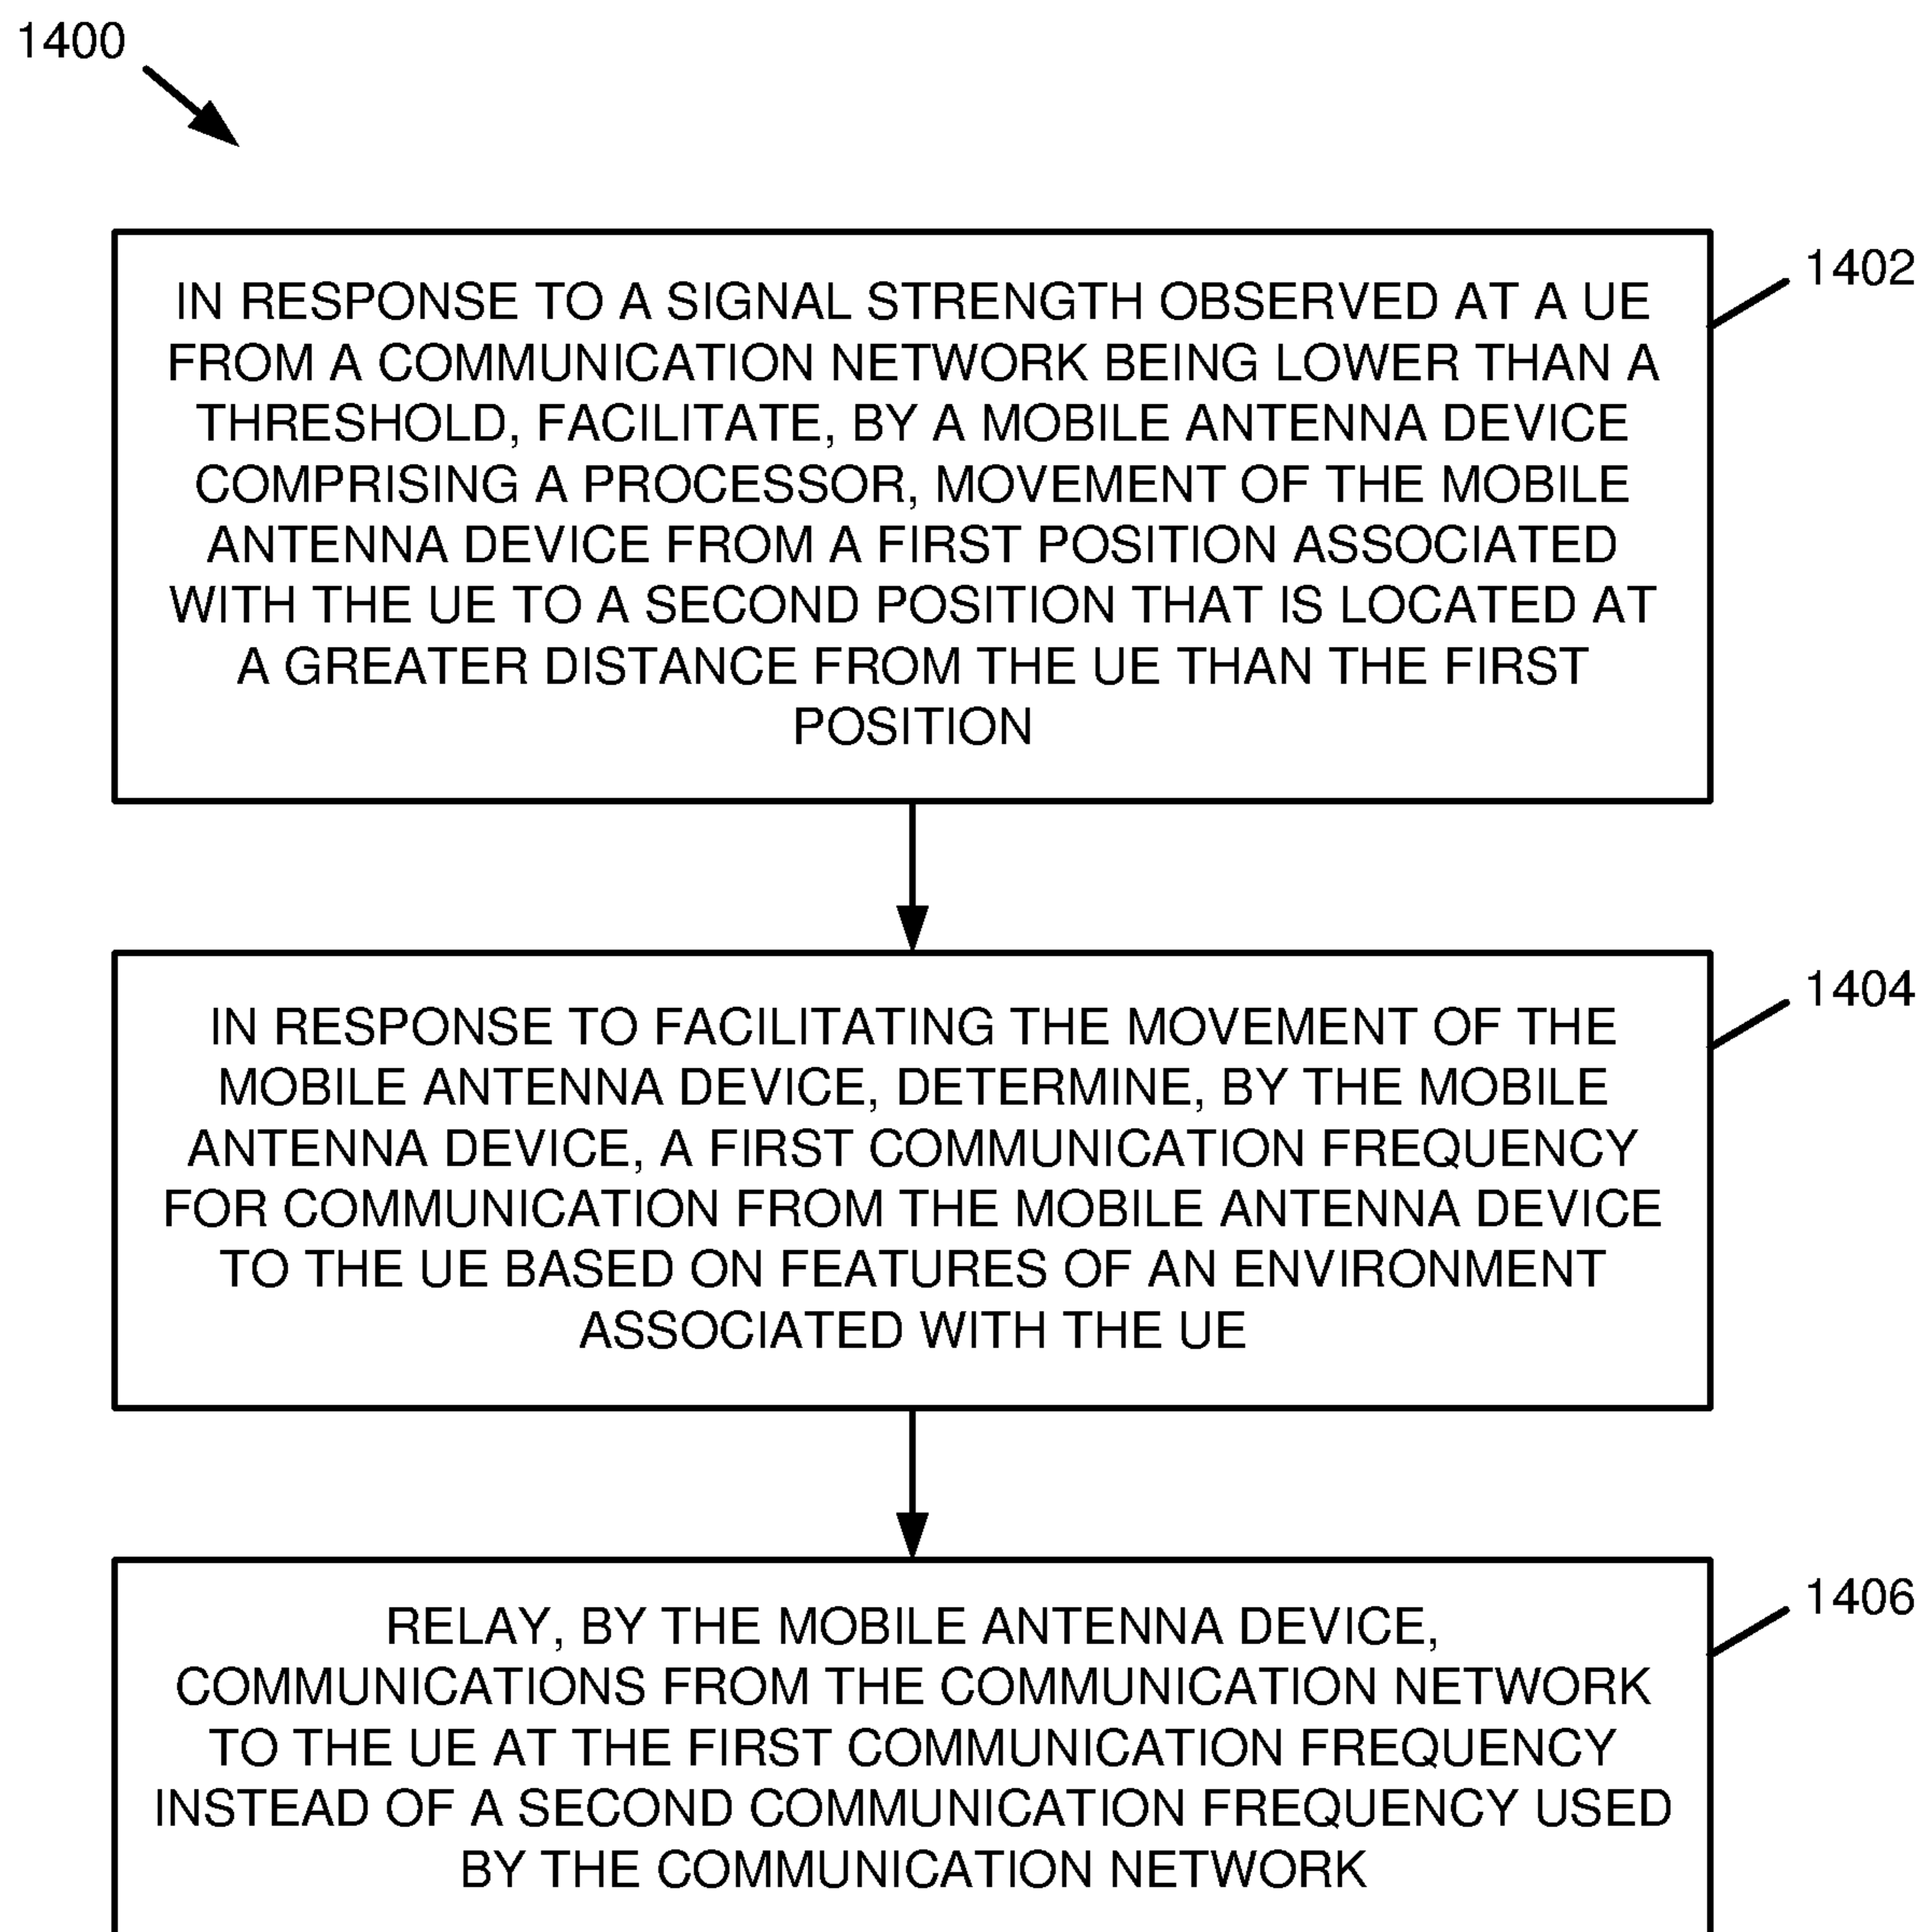 1400
IN RESPONSE TO A SIGNAL STRENGTH OBSERVED AT A UE
FROM A COMMUNICATION NETWORK BEING LOWER THAN A
THRESHOLD, FACILITATE, BY A MOBILE ANTENNA DEVICE
COMPRISING A PROCESSOR, MOVEMENT OF THE MOBILE
ANTENNA DEVICE FROM A FIRST POSITION ASSOCIATED
WITH THE UE TO A SECOND POSITION THAT IS LOCATED AT
A GREATER DISTANCE FROM THE UE THAN THE FIRST
POSITION
1402
IN RESPONSE TO FACILITATING THE MOVEMENT OF THE
MOBILE ANTENNA DEVICE, DETERMINE, BY THE MOBILE
ANTENNA DEVICE, A FIRST COMMUNICATION FREQUENCY
FOR COMMUNICATION FROM THE MOBILE ANTENNA DEVICE
TO THE UE BASED ON FEATURES OF AN ENVIRONMENT
ASSOCIATED WITH THE UE
1404
RELAY, BY THE MOBILE ANTENNA DEVICE,
COMMUNICATIONS FROM THE COMMUNICATION NETWORK
TO THE UE AT THE FIRST COMMUNICATION FREQUENCY
INSTEAD OF A SECOND COMMUNICATION FREQUENCY USED
BY THE COMMUNICATION NETWORK
1406